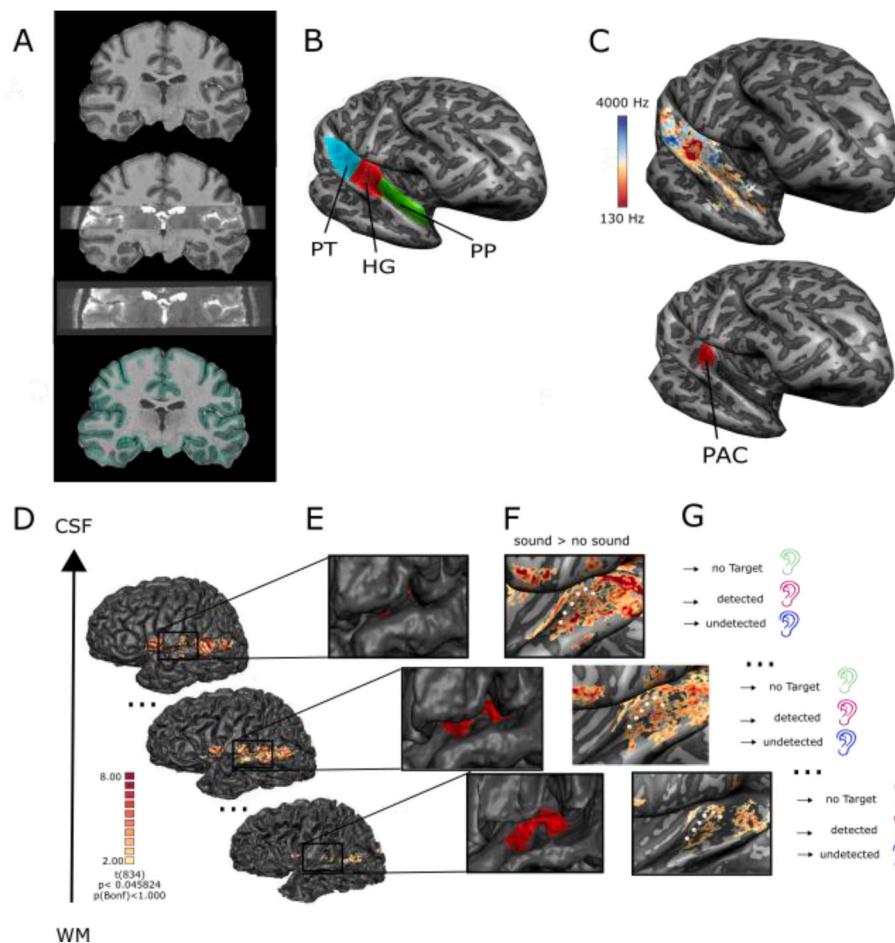 A
B
C
4000 Hz
130 Hz
PT
HG
PP
PAC
D
E
F
G
CSF
sound > no sound
no Target
detected
undetected
...
no Target
detected
undetected
...
...
...
no Target
detected
undetected
8.00
2.00
t(834)
p< 0.045824
p(Bonf)<1.000
WM